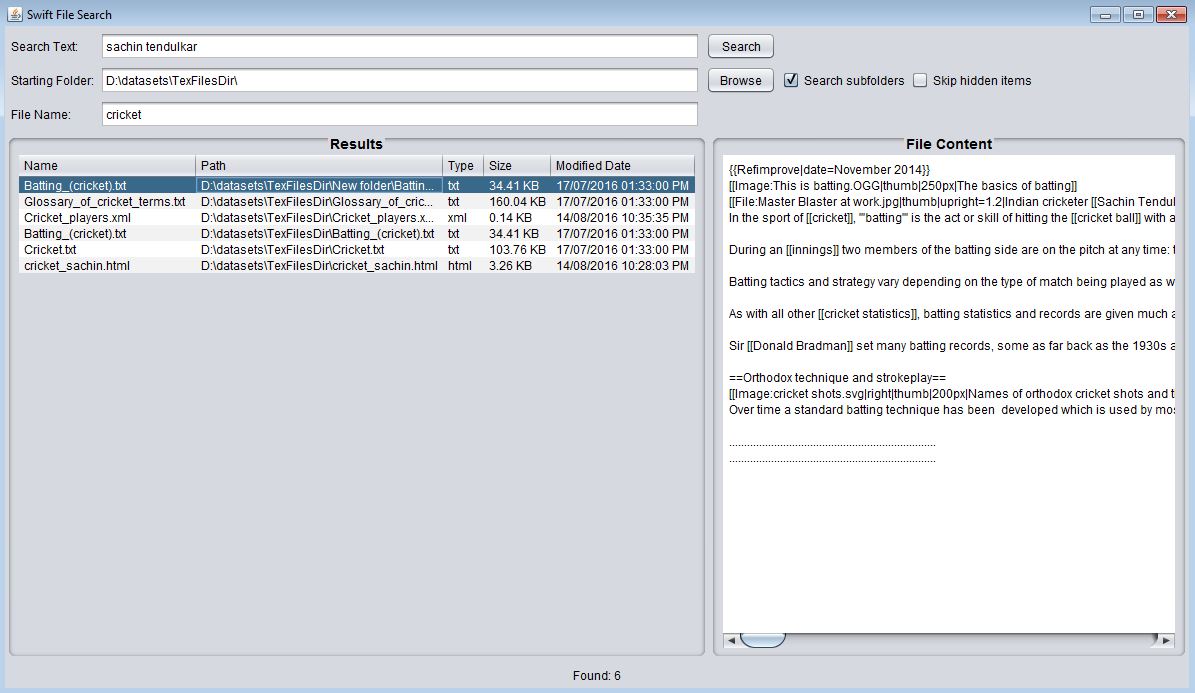 Swift File Search
Search Text: sachin tendulkar Search
Starting Folder: D:\datasets\TexFilesDir\ Browse Search subfolders Skip hidden items
File Name: cricket
Results
Name Path Type Size Modified Date
Batting_(cricket).txt D:\datasets\TexFilesDir\New folder\Battin... txt 34.41 KB 17/07/2016 01:33:00 PM
Glossary_of_cricket_terms.txt D:\datasets\TexFilesDir\Glossary_of_cric... txt 160.04 KB 17/07/2016 01:33:00 PM
Cricket_players.xml D:\datasets\TexFilesDir\Cricket_players.x... xml 0.14 KB 14/08/2016 10:35:35 PM
Batting_(cricket).txt D:\datasets\TexFilesDir\Batting_(cricket).txt txt 34.41 KB 17/07/2016 01:33:00 PM
Cricket.txt D:\datasets\TexFilesDir\Cricket.txt txt 103.76 KB 17/07/2016 01:33:00 PM
cricket_sachin.html D:\datasets\TexFilesDir\cricket_sachin.html html 3.26 KB 14/08/2016 10:28:03 PM
File Content
{{Refimprove|date=November 2014}}
[[Image:This is batting.OGG|thumb|250px|The basics of batting]]
[[File:Master Blaster at work.jpg|thumb|upright=1.2|Indian cricketer [[Sachin Tendul
In the sport of [[cricket]], '''batting''' is the act or skill of hitting the [[cricket ball]] with a
During an [[innings]] two members of the batting side are on the pitch at any time:
Batting tactics and strategy vary depending on the type of match being played as w
As with all other [[cricket statistics]], batting statistics and records are given much a
Sir [[Donald Bradman]] set many batting records, some as far back as the 1930s a
==Orthodox technique and strokeplay==
[[Image:cricket shots.svg|right|thumb|200px|Names of orthodox cricket shots and t
Over time a standard batting technique has been  developed which is used by mos
.....................................................................
.....................................................................
Found: 6